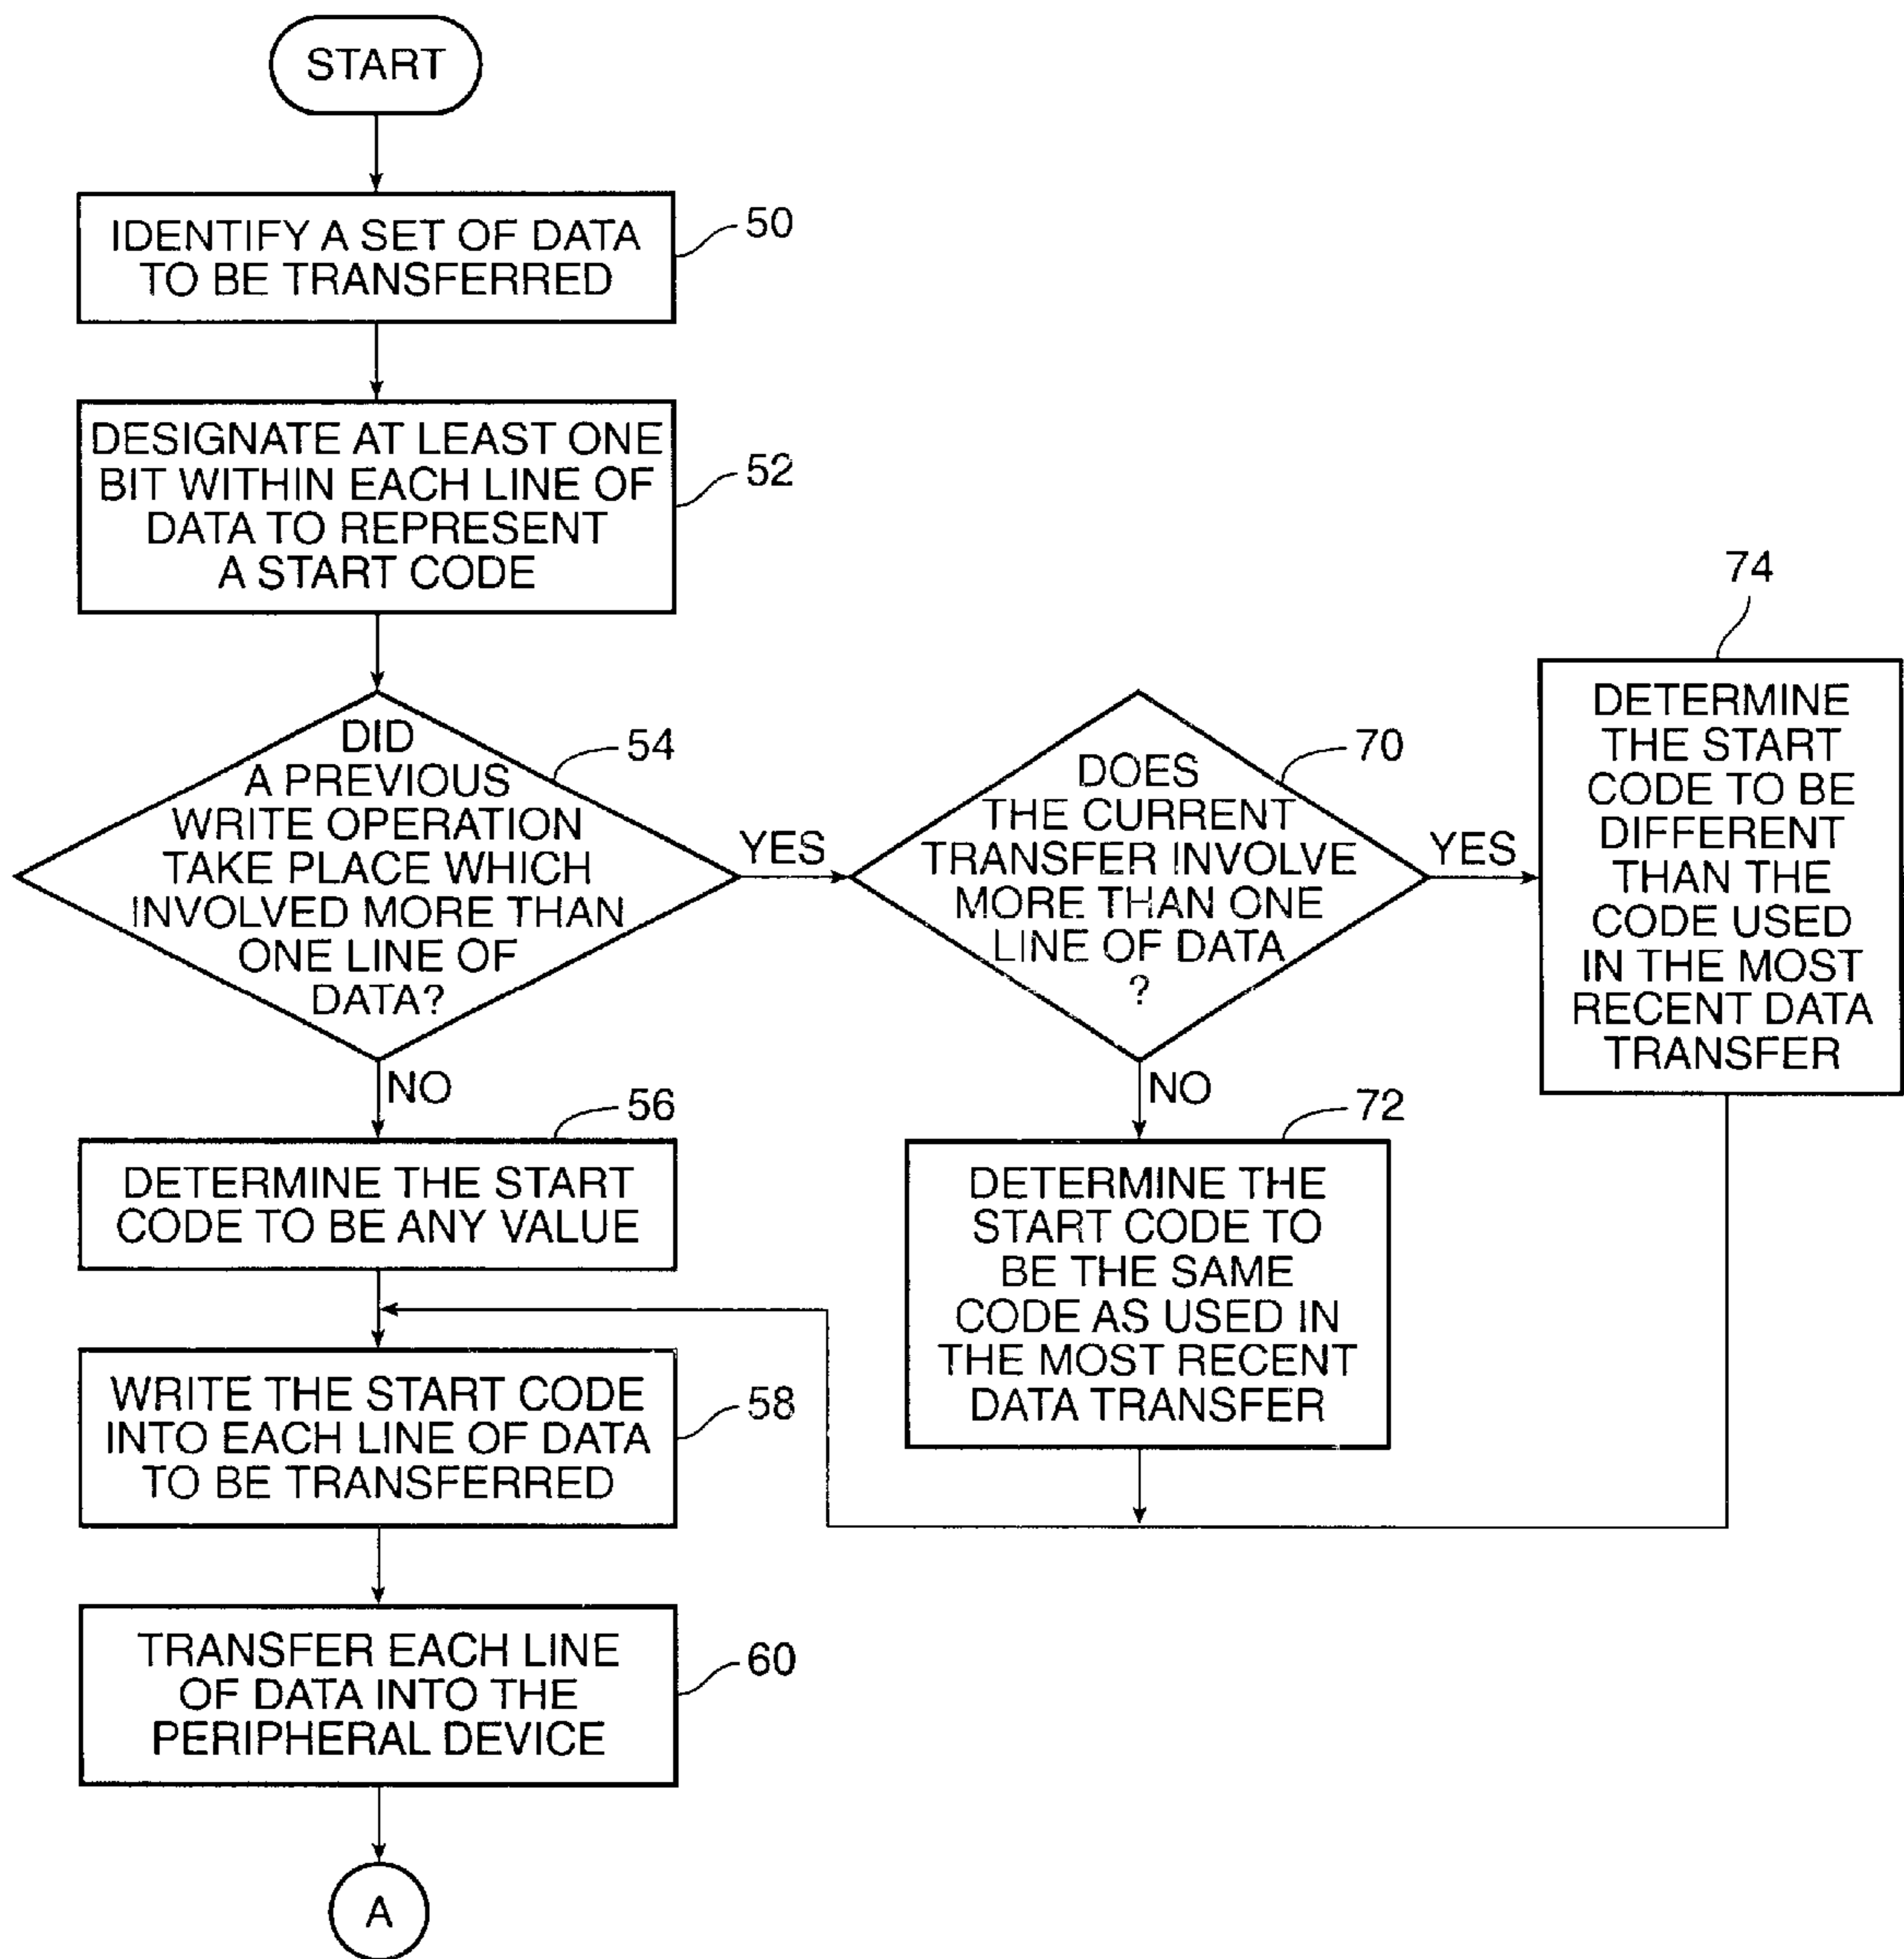 START
IDENTIFY A SET OF DATA
TO BE TRANSFERRED
50
DESIGNATE AT LEAST ONE
BIT WITHIN EACH LINE OF
DATA TO REPRESENT
A START CODE
52
DID
A PREVIOUS
WRITE OPERATION
TAKE PLACE WHICH
INVOLVED MORE THAN
ONE LINE OF
DATA?
54
YES
NO
DOES
THE CURRENT
TRANSFER INVOLVE
MORE THAN ONE
LINE OF DATA
?
70
YES
NO
74
DETERMINE
THE START
CODE TO BE
DIFFERENT
THAN THE
CODE USED
IN THE MOST
RECENT DATA
TRANSFER
56
DETERMINE THE START
CODE TO BE ANY VALUE
72
DETERMINE THE
START CODE TO
BE THE SAME
CODE AS USED IN
THE MOST RECENT
DATA TRANSFER
WRITE THE START CODE
INTO EACH LINE OF DATA
TO BE TRANSFERRED
58
TRANSFER EACH LINE
OF DATA INTO THE
PERIPHERAL DEVICE
60
A